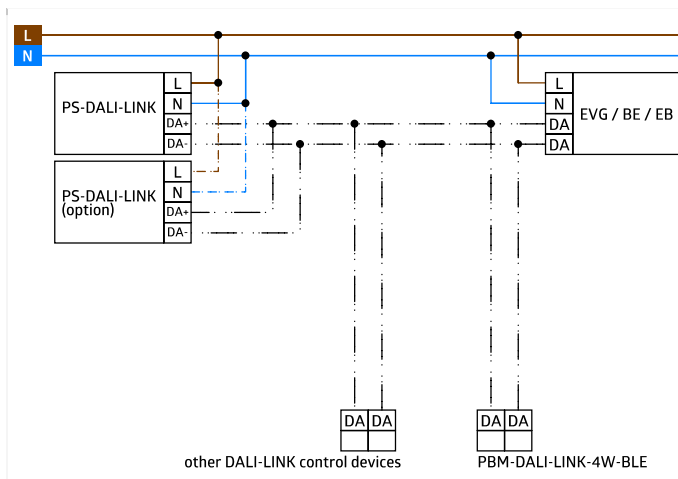 L
N
PS-DALI-LINK
L
N
DA+
DA-
EVG / BE / EB
L
N
DA
DA
PS-DALI-LINK
(option)
L
N
DA+
DA-
DA DA
DA DA
other DALI-LINK control devices
PBM-DALI-LINK-4W-BLE